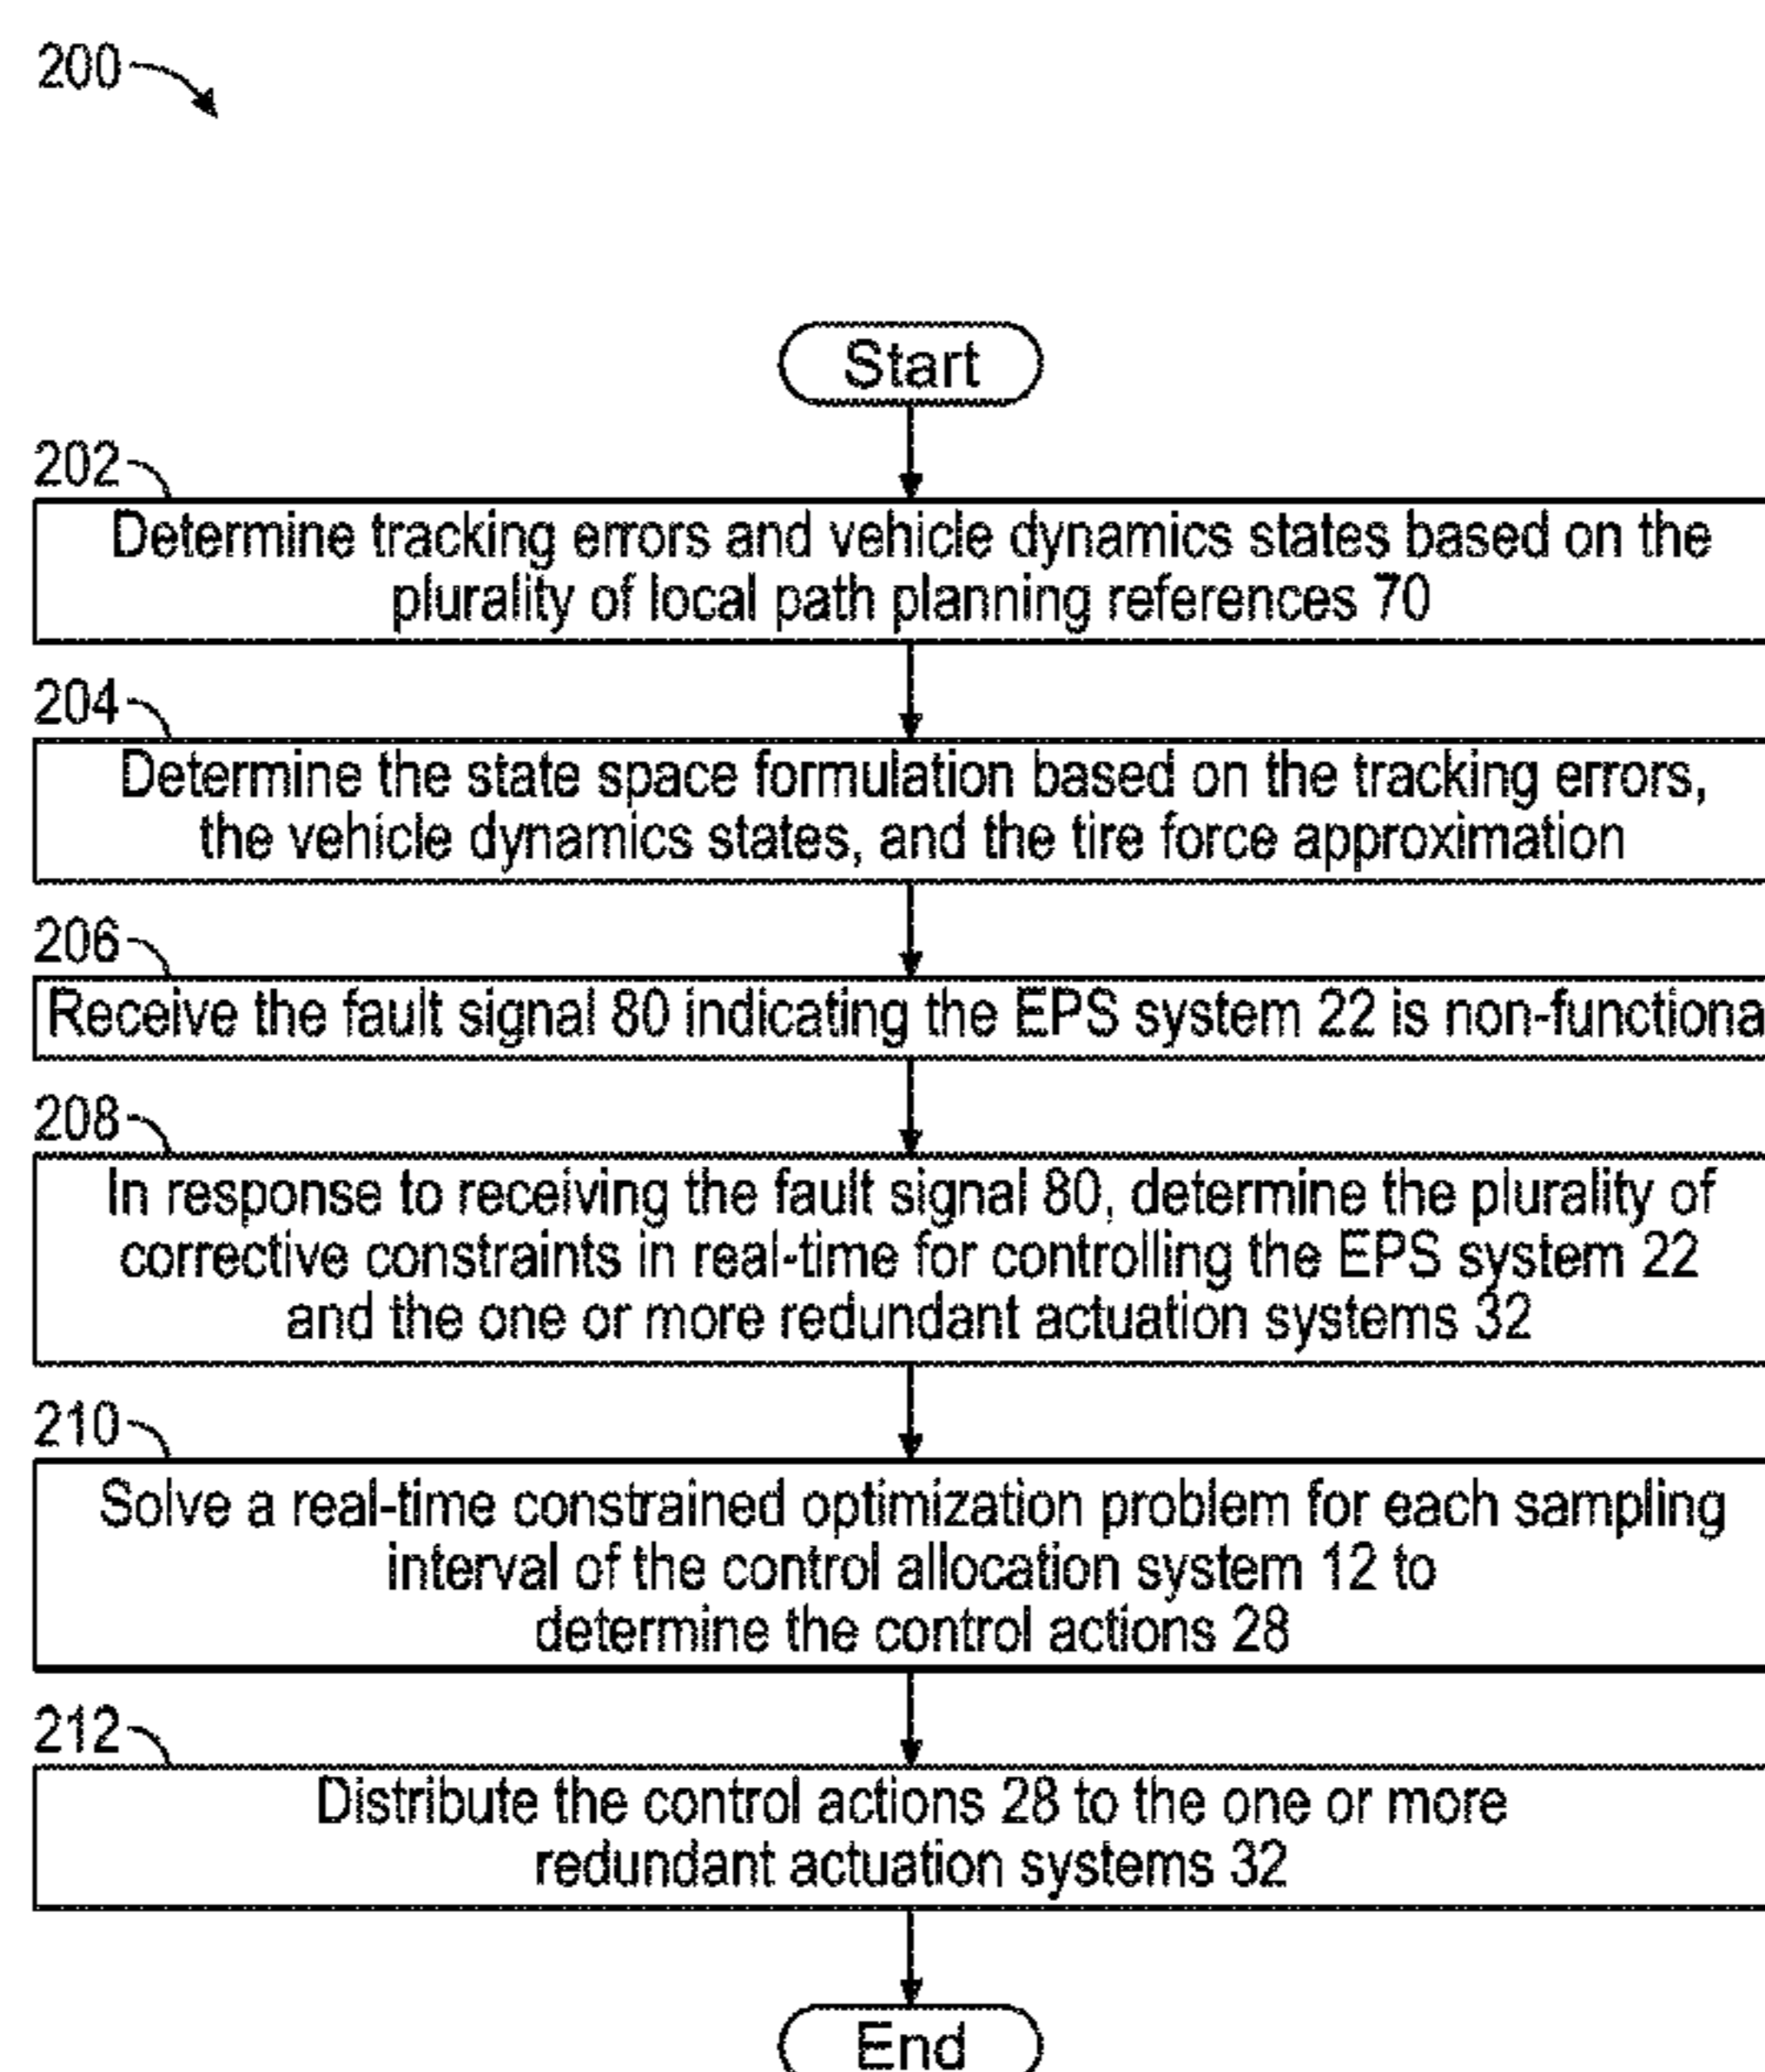 200
Start
202
Determine tracking errors and vehicle dynamics states based on the
plurality of local path planning references 70
204
Determine the state space formulation based on the tracking errors,
the vehicle dynamics states, and the tire force approximation
206
Receive the fault signal 80 indicating the EPS system 22 is non-functiona
208
In response to receiving the fault signal 80, determine the plurality of
corrective constraints in real-time for controlling the EPS system 22
and the one or more redundant actuation systems 32
210
Solve a real-time constrained optimization problem for each sampling
interval of the control allocation system 12 to
determine the control actions 28
212
Distribute the control actions 28 to the one or more
redundant actuation systems 32
End